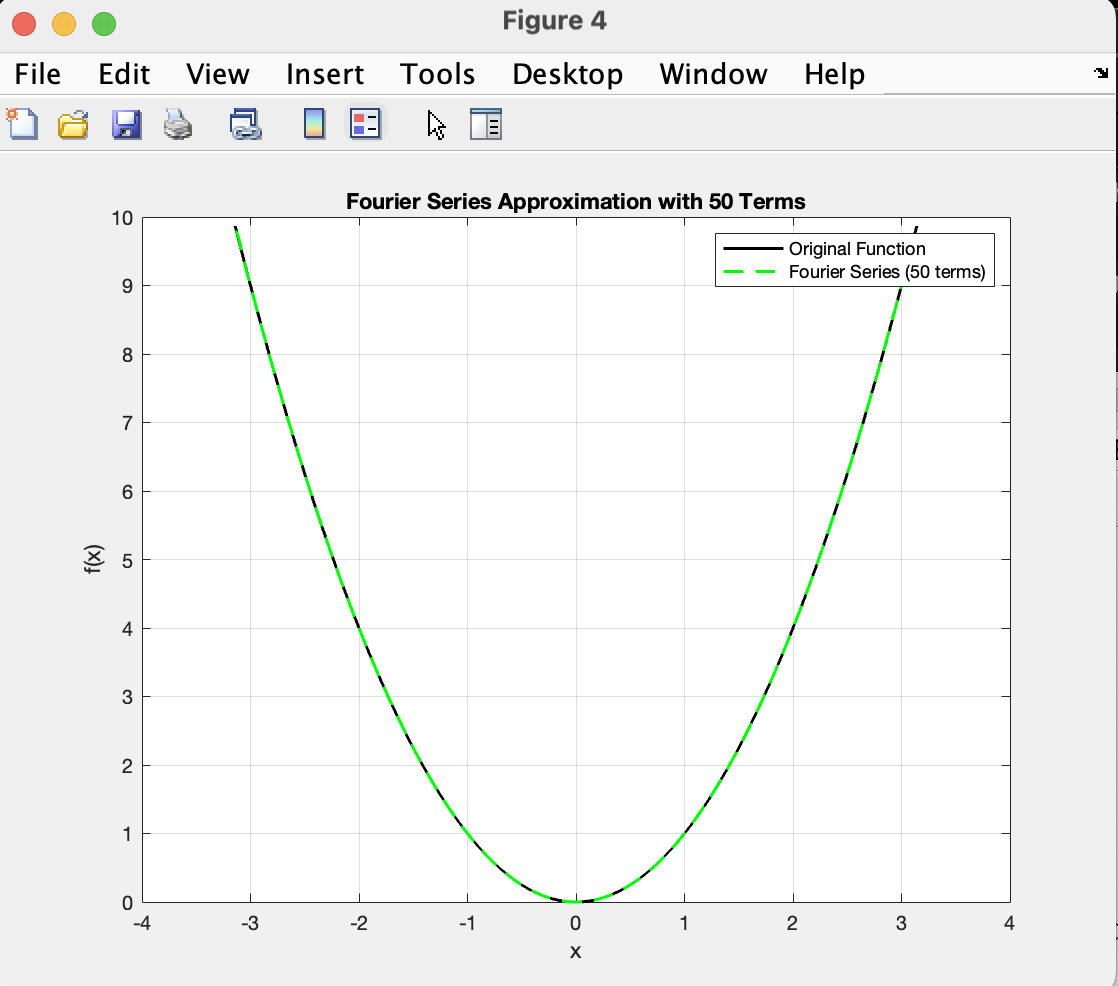 Figure 4
File Edit View Insert Tools Desktop Window Help
Fourier Series Approximation with 50 Terms
Original Function
Fourier Series (50 terms)
10
9
8
7
6
5
4
3
2
1
0
f(x)
-4 -3 -2 -1 0 1 2 3 4
x